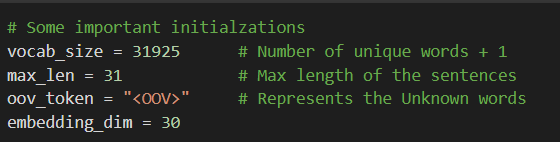 # Some important initialzations
vocab_size = 31925      # Number of unique words + 1
max_len = 31            # Max length of the sentences
oov_token = "<OOV>"     # Represents the Unknown words
embedding_dim = 30